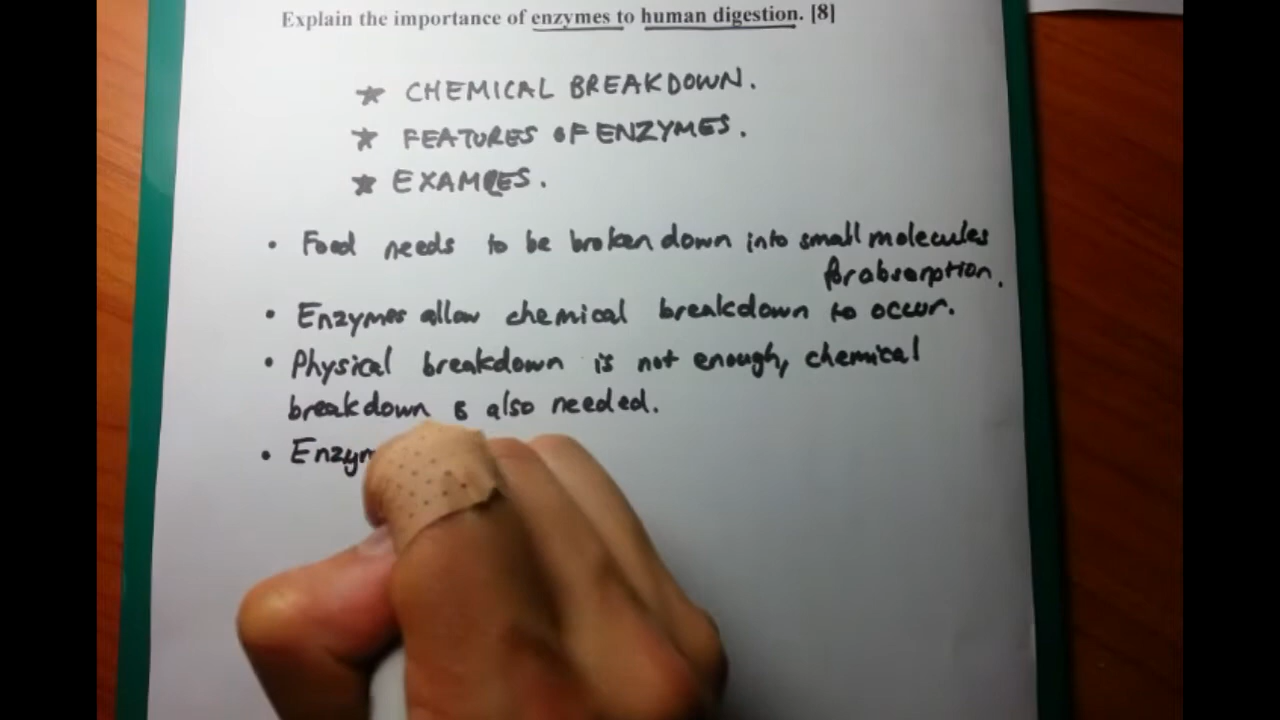 Explain the importance of enzymes to human digestion. [8]
★ CHEMICAL BREAKDOWN.
★ FEATURES OF ENZYMES.
★ EXAMLES.
• Food needs to be broken down into small molecules
for absorption.
• Enzymes allow chemical breakdown to occur.
• Physical breakdown is not enough, chemical
breakdown is also needed.
• Enzym